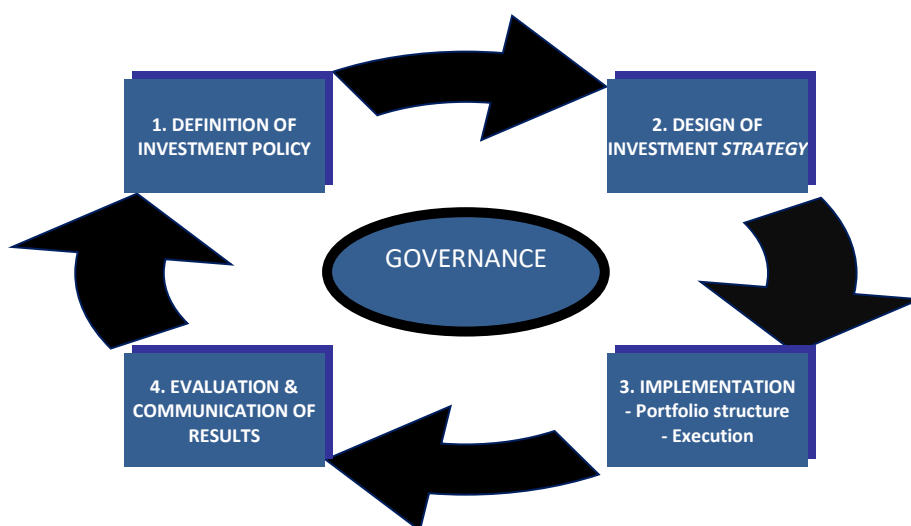 1. DEFINITION OF
INVESTMENT POLICY
2. DESIGN OF
INVESTMENT STRATEGY
GOVERNANCE
4. EVALUATION &
COMMUNICATION OF
RESULTS
3. IMPLEMENTATION
- Portfolio structure
- Execution